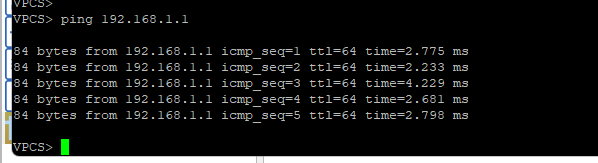 VPCS>
VPCS> ping 192.168.1.1
84 bytes from 192.168.1.1 icmp_seq=1 ttl=64 time=2.775 ms
84 bytes from 192.168.1.1 icmp_seq=2 ttl=64 time=2.233 ms
84 bytes from 192.168.1.1 icmp_seq=3 ttl=64 time=4.229 ms
84 bytes from 192.168.1.1 icmp_seq=4 ttl=64 time=2.681 ms
84 bytes from 192.168.1.1 icmp_seq=5 ttl=64 time=2.798 ms
VPCS>